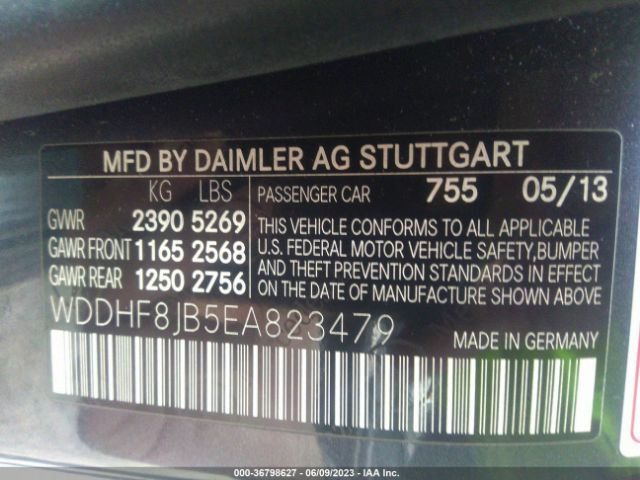 MFD BY DAIMLER AG STUTTGART
KG LBS
GVWR 2390 5269
GAWR FRONT 1165 2568
GAWR REAR 1250 2756
PASSENGER CAR 755 05/13
THIS VEHICLE CONFORMS TO ALL APPLICABLE
U.S. FEDERAL MOTOR VEHICLE SAFETY, BUMPER
AND THEFT PREVENTION STANDARDS IN EFFECT
ON THE DATE OF MANUFACTURE SHOWN ABOVE
WDDHF8JB5EA823479
MADE IN GERMANY
000-36798627 - 06/09/2023 - IAA Inc.